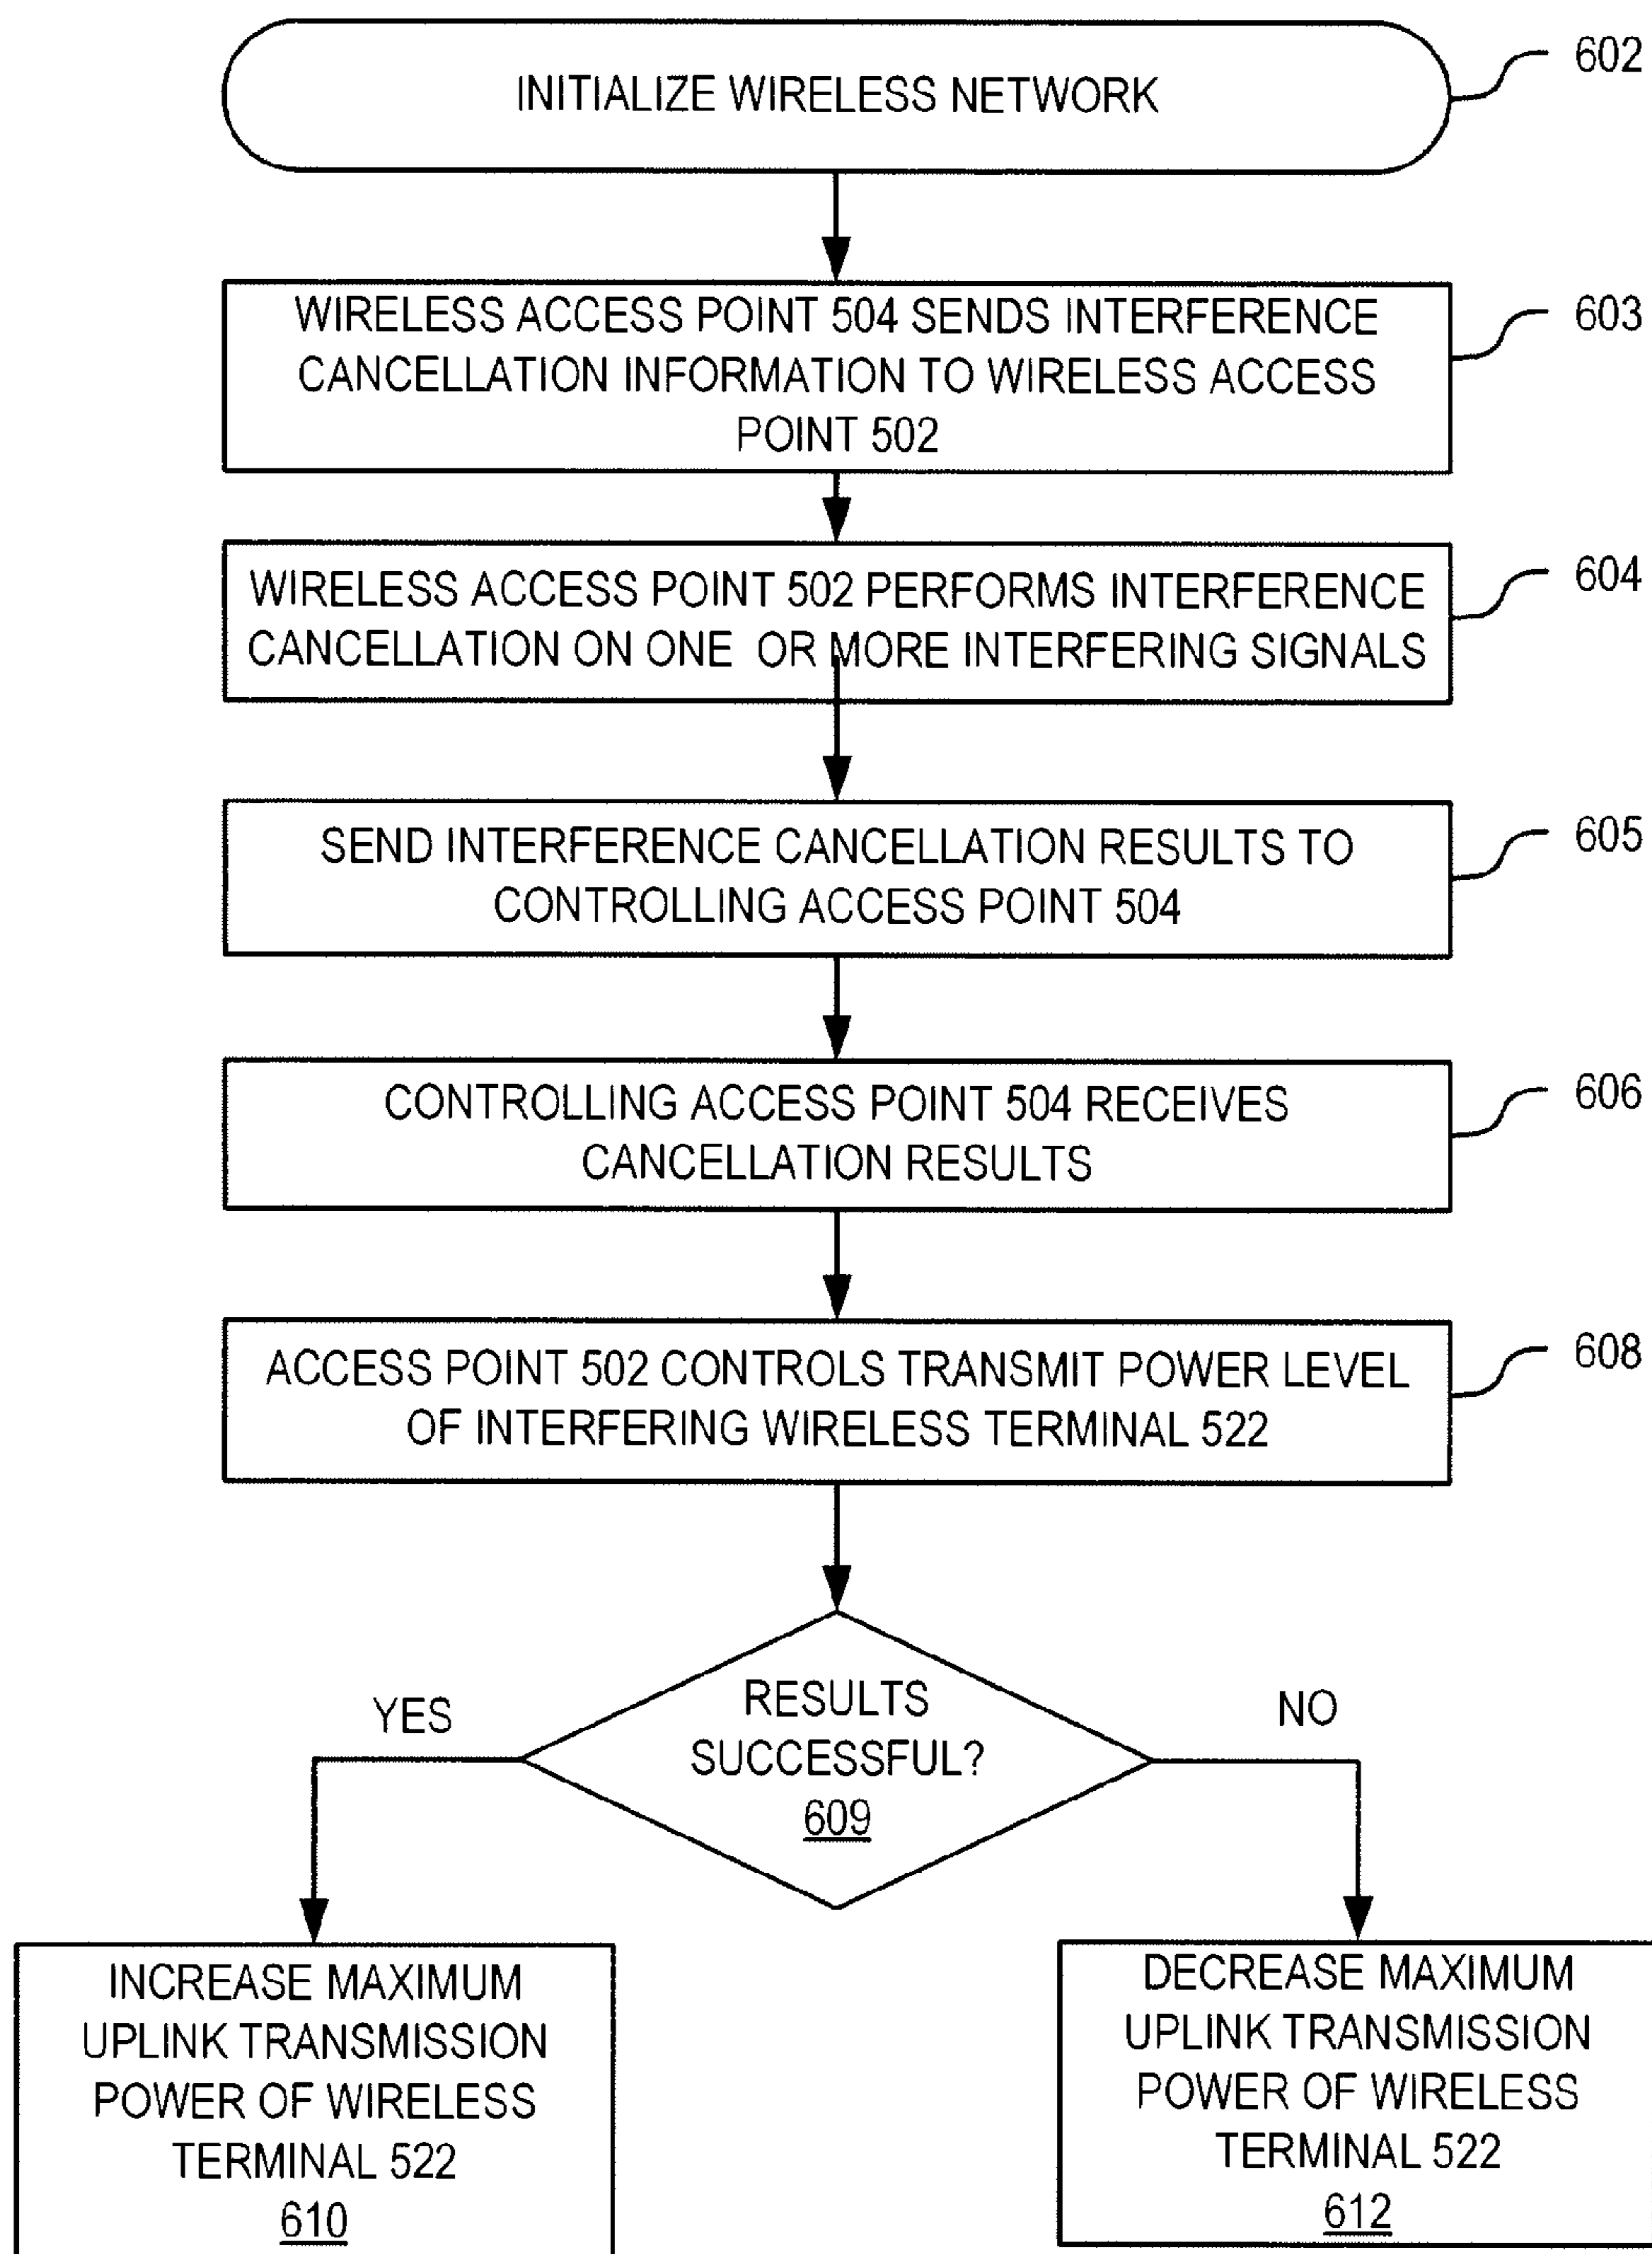 INITIALIZE WIRELESS NETWORK
602
WIRELESS ACCESS POINT 504 SENDS INTERFERENCE
CANCELLATION INFORMATION TO WIRELESS ACCESS
POINT 502
603
WIRELESS ACCESS POINT 502 PERFORMS INTERFERENCE
CANCELLATION ON ONE OR MORE INTERFERING SIGNALS
604
SEND INTERFERENCE CANCELLATION RESULTS TO
CONTROLLING ACCESS POINT 504
605
CONTROLLING ACCESS POINT 504 RECEIVES
CANCELLATION RESULTS
606
ACCESS POINT 502 CONTROLS TRANSMIT POWER LEVEL
OF INTERFERING WIRELESS TERMINAL 522
608
RESULTS
SUCCESSFUL?
609
YES
NO
INCREASE MAXIMUM
UPLINK TRANSMISSION
POWER OF WIRELESS
TERMINAL 522
610
DECREASE MAXIMUM
UPLINK TRANSMISSION
POWER OF WIRELESS
TERMINAL 522
612